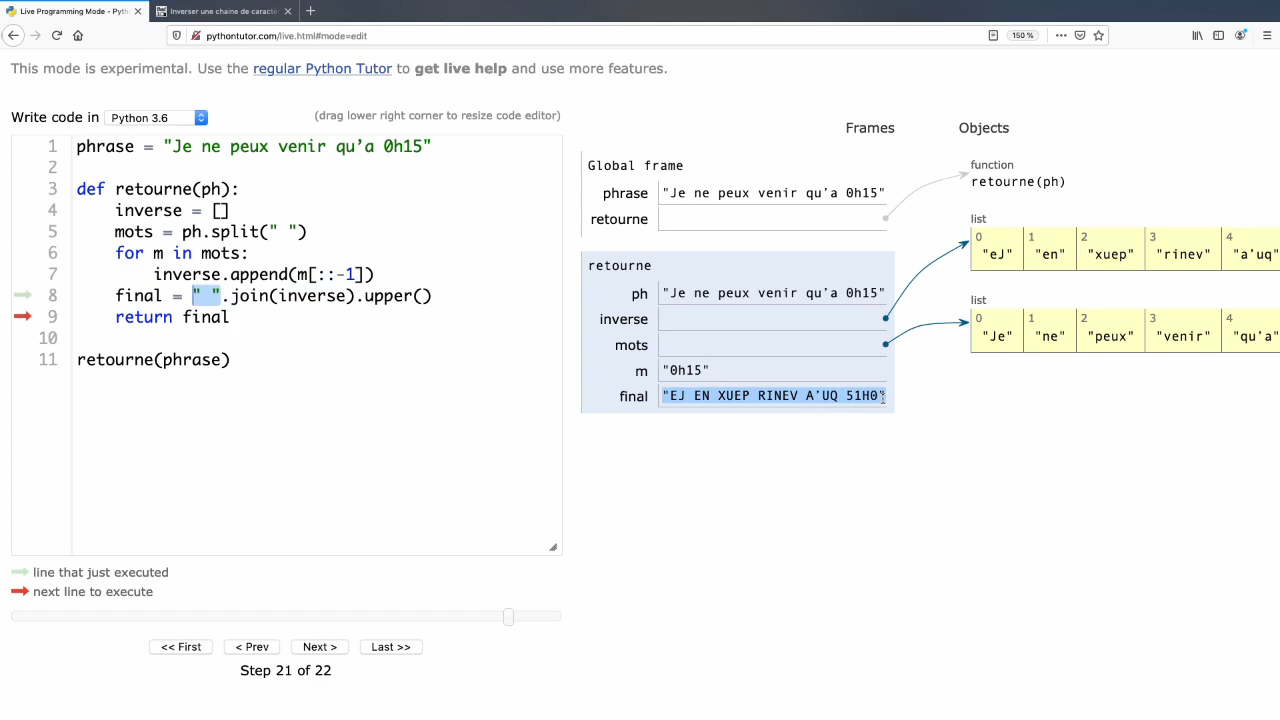 Live Programming Mode - Pyth
Inverser une chaine de caractè
pythontutor.com/live.html#mode=edit
150 %
This mode is experimental. Use the regular Python Tutor to get live help and use more features.
Write code in Python 3.6
(drag lower right corner to resize code editor)
1 phrase = "Je ne peux venir qu’a 0h15"
2
3 def retourne(ph):
4 inverse = []
5 mots = ph.split(" ")
6 for m in mots:
7 inverse.append(m[::-1])
8 final = " ".join(inverse).upper()
9 return final
10
11 retourne(phrase)
line that just executed
next line to execute
<< First < Prev Next > Last >>
Step 21 of 22
Frames Objects
Global frame
phrase "Je ne peux venir qu’a 0h15"
retourne
function
retourne(ph)
retourne
ph "Je ne peux venir qu’a 0h15"
inverse
mots
m "0h15"
final "EJ EN XUEP RINEV A’UQ 51H0"
list
0 1 2 3 4
"eJ" "en" "xuep" "rinev" "a’uq"
list
0 1 2 3 4
"Je" "ne" "peux" "venir" "qu’a"